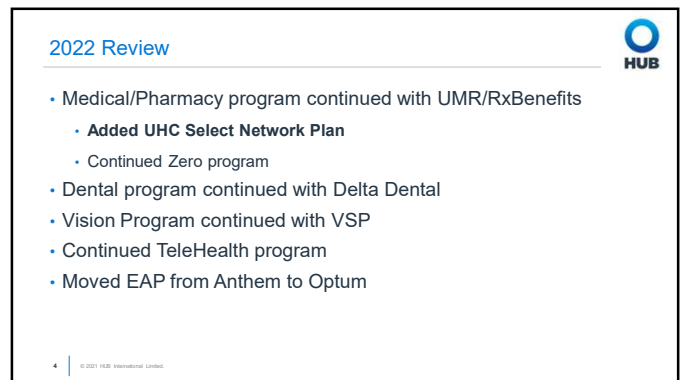 2022 Review
HUB
• Medical/Pharmacy program continued with UMR/RxBenefits
• Added UHC Select Network Plan
• Continued Zero program
• Dental program continued with Delta Dental
• Vision Program continued with VSP
• Continued TeleHealth program
• Moved EAP from Anthem to Optum
4 © 2021 HUB International Limited.